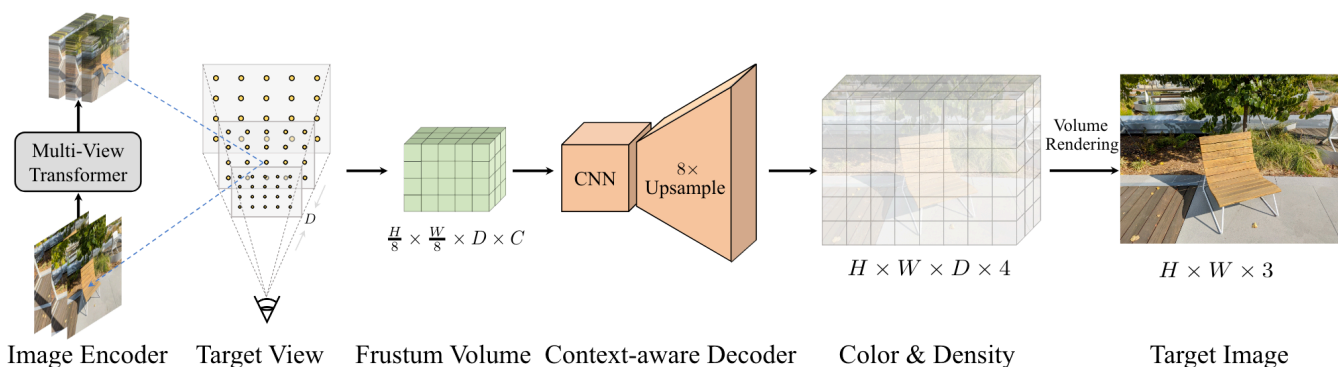 Multi-View
Transformer
D
H/8 × W/8 × D × C
CNN
8×
Upsample
H × W × D × 4
Volume
Rendering
H × W × 3
Image Encoder
Target View
Frustum Volume
Context-aware Decoder
Color & Density
Target Image